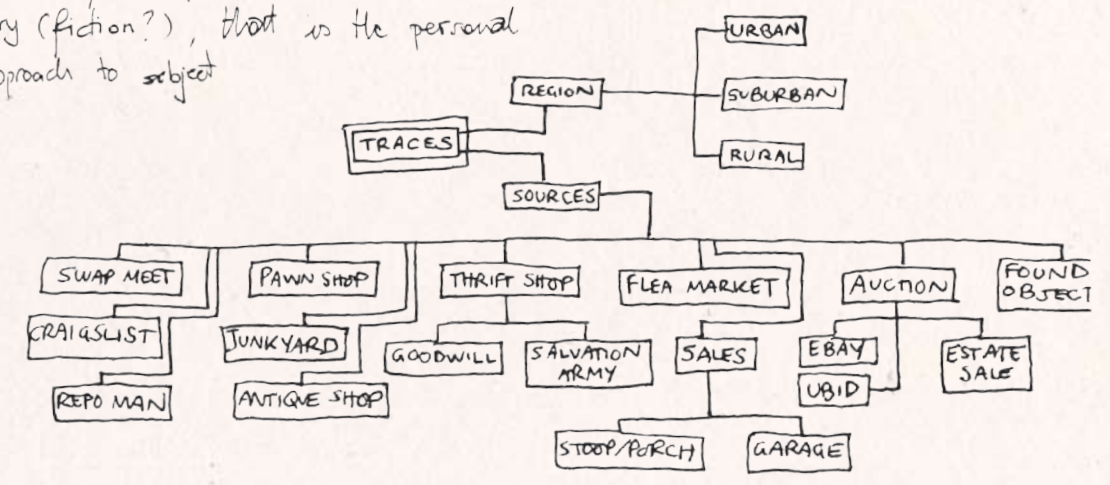 ry (fiction?), that is the personal
pproach to subject
URBAN
REGION
SUBURBAN
TRACES
RURAL
SOURCES
SWAP MEET
PAWN SHOP
THRIFT SHOP
FLEA MARKET
AUCTION
FOUND
OBJECT
CRAIGSLIST
JUNKYARD
GOODWILL
SALVATION
ARMY
SALES
EBAY
ESTATE
SALE
UBID
REPO MAN
ANTIQUE SHOP
STOOP/PORCH
GARAGE